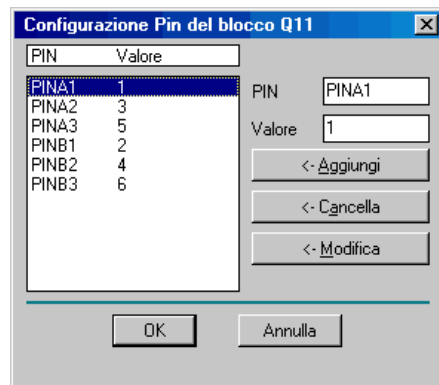 Configurazione Pin del blocco Q11
PIN Valore
PINA1 1
PINA2 3
PINA3 5
PINB1 2
PINB2 4
PINB3 6
PIN PINA1
Valore 1
<- Aggiungi
<- Cancella
<- Modifica
OK Annulla